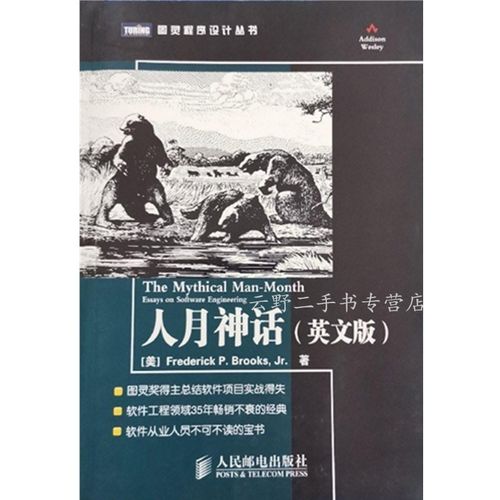 TURING 图灵程序设计丛书
Addison
Wesley
The Mythical Man-Month
Essays on Software Engineering
云野二手书专营店
人月神话(英文版)
[美] Frederick P. Brooks, Jr. 著
图灵奖得主总结软件项目实战得失
软件工程领域35年畅销不衰的经典
软件从业人员不可不读的宝书
人民邮电出版社
POSTS & TELECOM PRESS